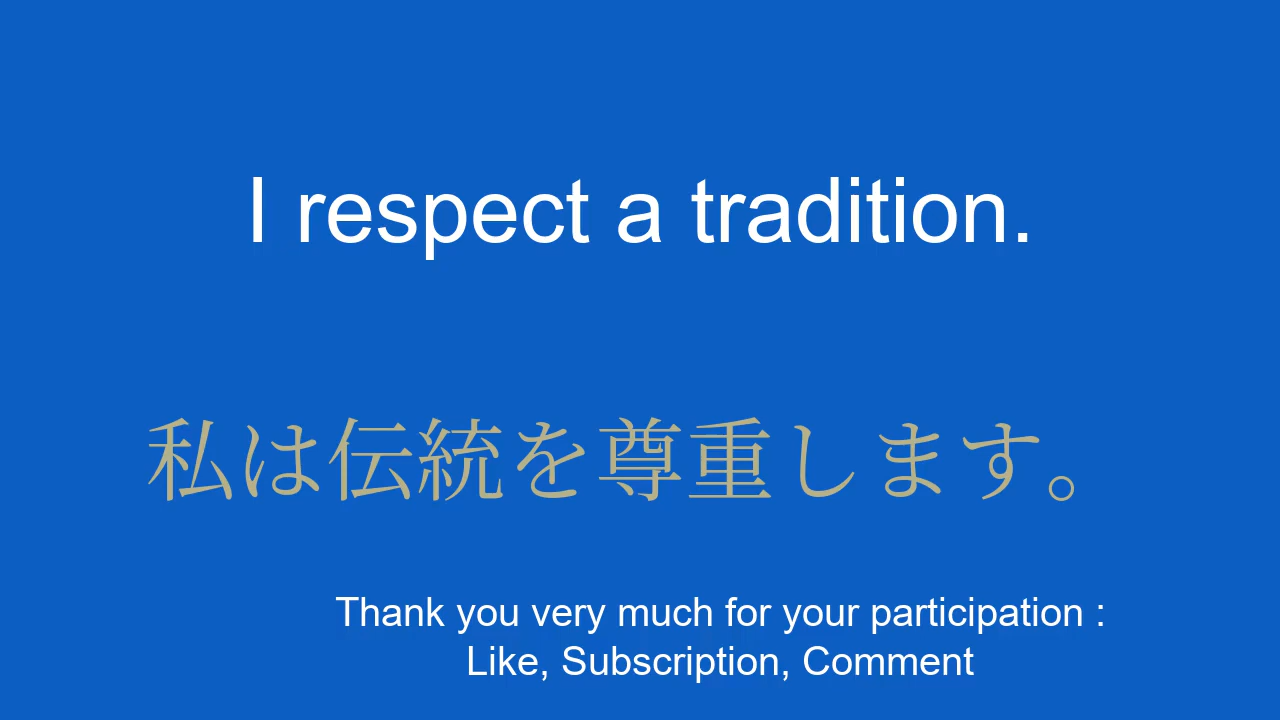 I respect a tradition.
私は伝統を尊重します。
Thank you very much for your participation :
Like, Subscription, Comment